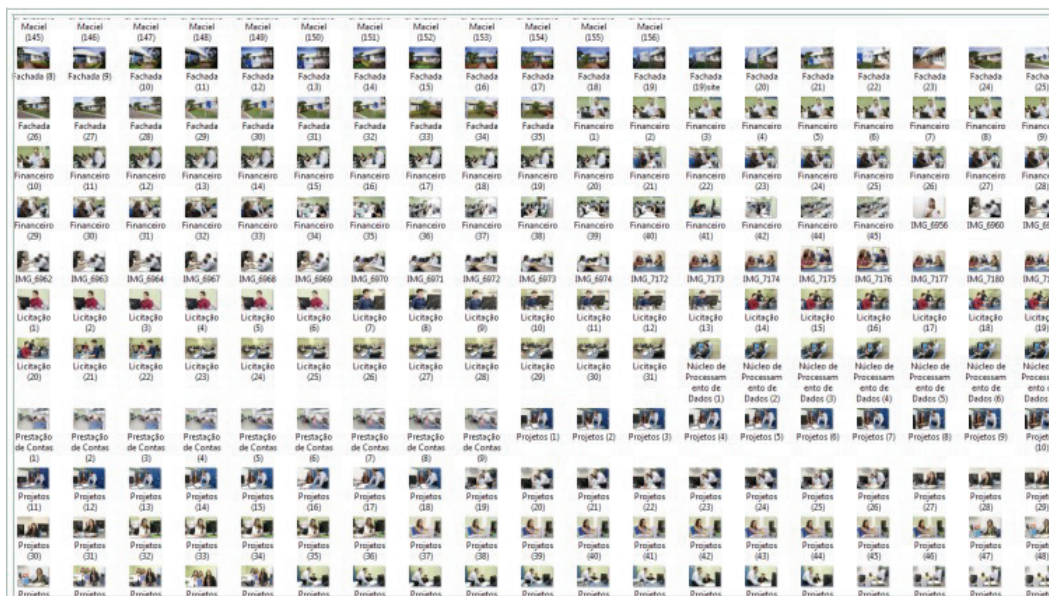 Maciel Maciel Maciel Maciel Maciel Maciel Maciel Maciel Maciel Maciel Maciel Maciel
(145) (146) (147) (148) (149) (150) (151) (152) (153) (154) (155) (156)
Fachada (8) Fachada (9) Fachada Fachada Fachada Fachada Fachada Fachada Fachada Fachada Fachada Fachada Fachada Fachada Fachada Fachada Fachada Fachada
(10) (11) (12) (13) (14) (15) (16) (17) (18) (19) (19)site (20) (21) (22) (23) (24) (25)
Fachada Fachada Fachada Fachada Fachada Fachada Fachada Fachada Fachada Fachada Financeiro Financeiro Financeiro Financeiro Financeiro Financeiro Financeiro Financeiro
(26) (27) (28) (29) (30) (31) (32) (33) (34) (35) (1) (2) (3) (4) (5) (6) (7) (8) (9)
Financeiro Financeiro Financeiro Financeiro Financeiro Financeiro Financeiro Financeiro Financeiro Financeiro Financeiro Financeiro Financeiro Financeiro Financeiro Financeiro Financeiro Financeiro
(10) (11) (12) (13) (14) (15) (16) (17) (18) (19) (20) (21) (22) (23) (24) (25) (26) (27) (28)
Financeiro Financeiro Financeiro Financeiro Financeiro Financeiro Financeiro Financeiro Financeiro Financeiro Financeiro Financeiro Financeiro Financeiro Financeiro Financeiro IMG_6956 IMG_6960
(29) (30) (31) (32) (33) (34) (35) (36) (37) (38) (39) (40) (41) (42) (44) (45)
IMG_6962 IMG_6963 IMG_6964 IMG_6967 IMG_6968 IMG_6969 IMG_6970 IMG_6971 IMG_6972 IMG_6973 IMG_6974 IMG_7172 IMG_7173 IMG_7174 IMG_7175 IMG_7176 IMG_7177 IMG_7180
Licitação Licitação Licitação Licitação Licitação Licitação Licitação Licitação Licitação Licitação Licitação Licitação Licitação Licitação Licitação Licitação Licitação Licitação
(1) (2) (3) (4) (5) (6) (7) (8) (9) (10) (11) (12) (13) (14) (15) (16) (17) (18) (19)
Licitação Licitação Licitação Licitação Licitação Licitação Licitação Licitação Licitação Licitação Licitação Licitação Núcleo de Núcleo de Núcleo de Núcleo de Núcleo de Núcleo de
(20) (21) (22) (23) (24) (25) (26) (27) (28) (29) (30) (31) Processam Processam Processam Processam Processam Processam
ento de ento de ento de ento de ento de ento de
Dados (1) Dados (2) Dados (3) Dados (4) Dados (5) Dados (6) Dados
Prestação Prestação Prestação Prestação Prestação Prestação Prestação Prestação Prestação Projetos (1) Projetos (2) Projetos (3) Projetos (4) Projetos (5) Projetos (6) Projetos (7) Projetos (8) Projetos (9)
de Contas de Contas de Contas de Contas de Contas de Contas de Contas de Contas de Contas (10)
(1) (2) (3) (4) (5) (6) (7) (8) (9)
Projetos Projetos Projetos Projetos Projetos Projetos Projetos Projetos Projetos Projetos Projetos Projetos Projetos Projetos Projetos Projetos Projetos Projetos
(11) (12) (13) (14) (15) (16) (17) (18) (19) (20) (21) (22) (23) (24) (25) (26) (27) (28) (29)
Projetos Projetos Projetos Projetos Projetos Projetos Projetos Projetos Projetos Projetos Projetos Projetos Projetos Projetos Projetos Projetos Projetos Projetos
(30) (31) (32) (33) (34) (35) (36) (37) (38) (39) (40) (41) (42) (43) (44) (45) (46) (47) (48)